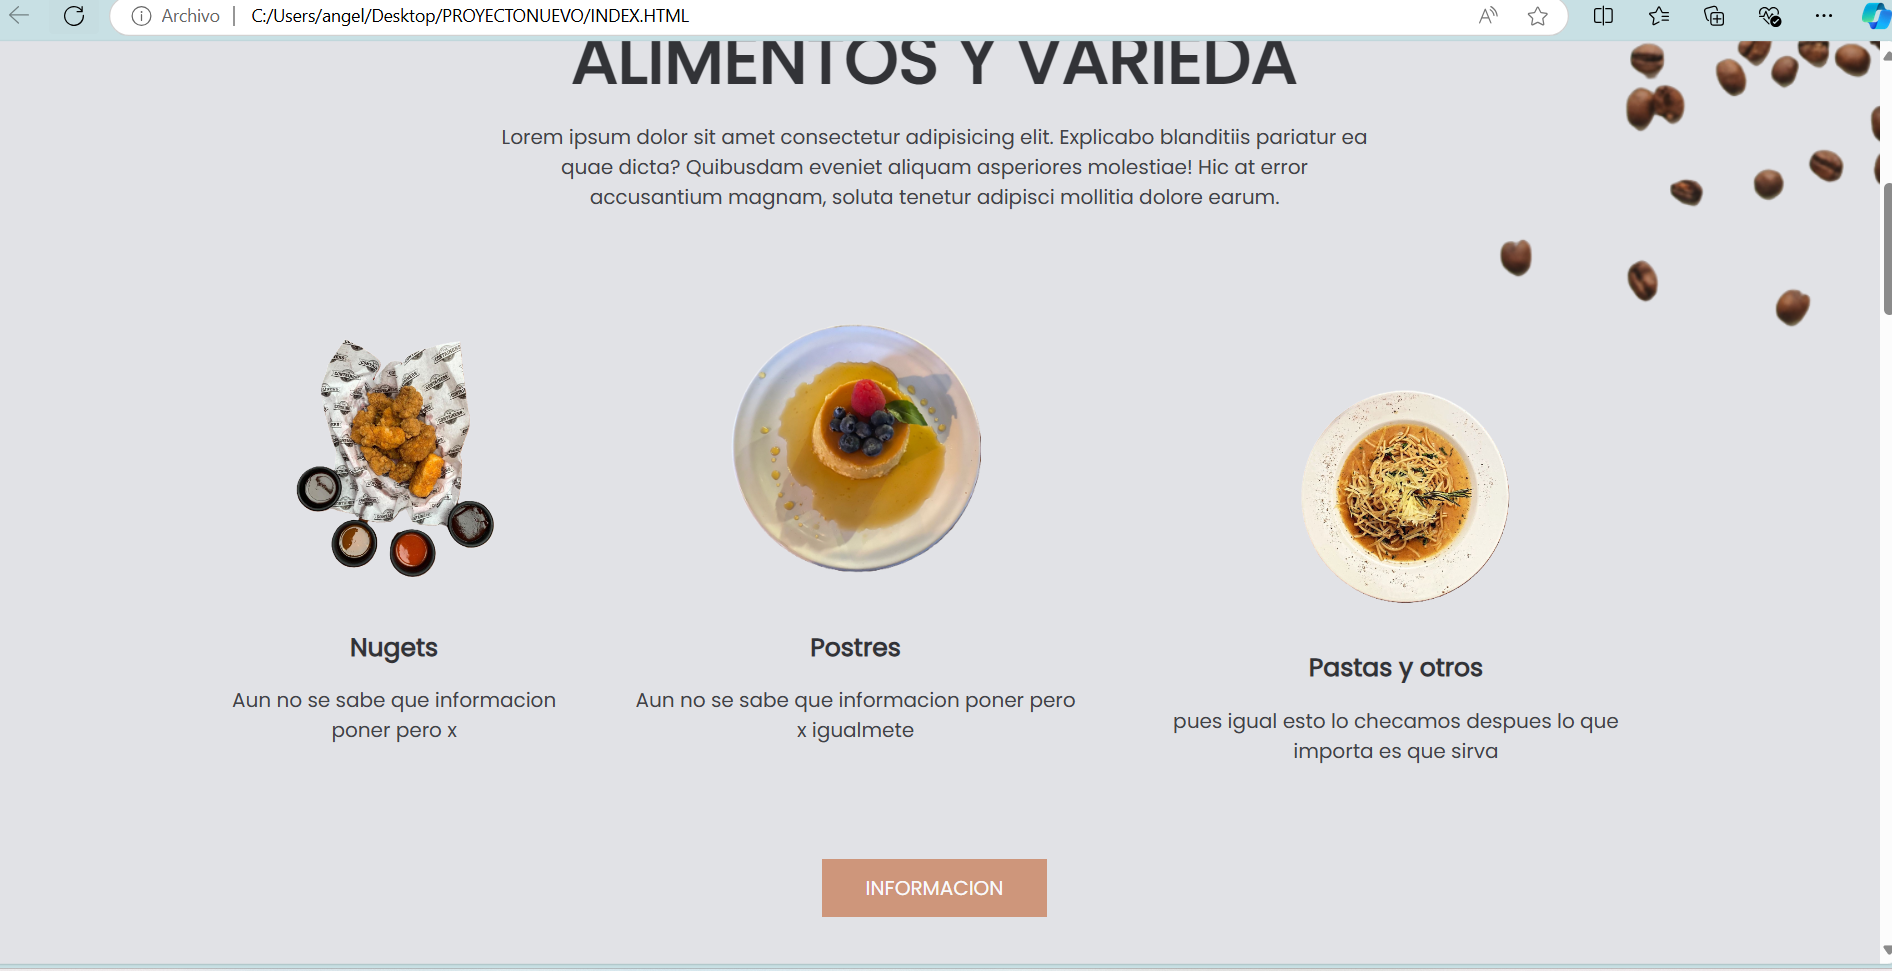 Archivo
C:/Users/angel/Desktop/PROYECTONUEVO/INDEX.HTML
ALIMENTOS Y VARIEDA
Lorem ipsum dolor sit amet consectetur adipisicing elit. Explicabo blanditiis pariatur ea
quae dicta? Quibusdam eveniet aliquam asperiores molestiae! Hic at error
accusantium magnam, soluta tenetur adipisci mollitia dolore earum.
Nugets
Aun no se sabe que informacion
poner pero x
Postres
Aun no se sabe que informacion poner pero
x igualmete
Pastas y otros
pues igual esto lo checamos despues lo que
importa es que sirva
INFORMACION